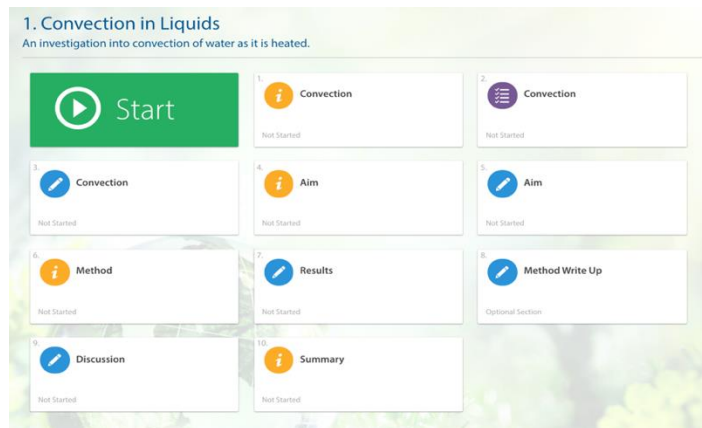 1. Convection in Liquids
An investigation into convection of water as it is heated.
Start
1.
Convection
Not Started
2.
Convection
Not Started
3.
Convection
Not Started
4.
Aim
Not Started
5.
Aim
Not Started
6.
Method
Not Started
7.
Results
Not Started
8.
Method Write Up
Optional Section
9.
Discussion
Not Started
10.
Summary
Not Started